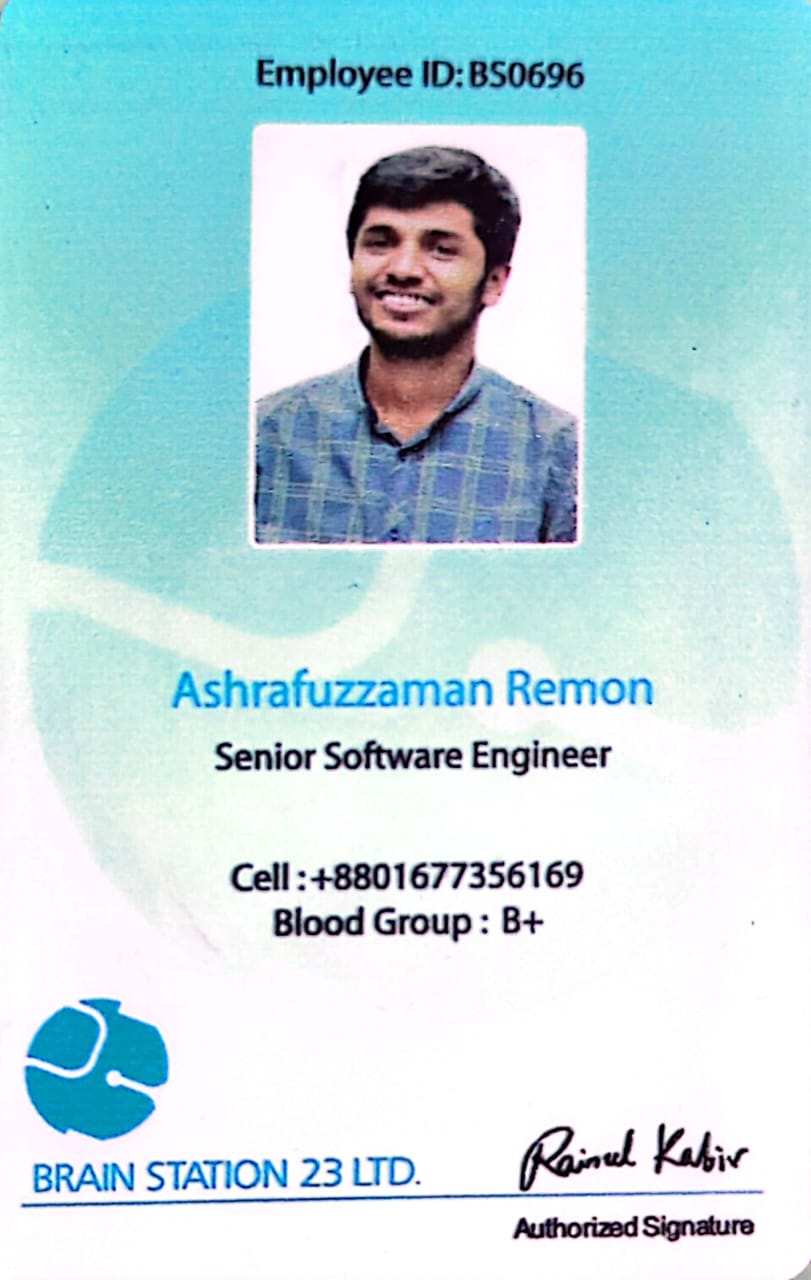 Employee ID: BS0696
Ashrafuzzaman Remon
Senior Software Engineer
Cell : +8801677356169
Blood Group : B+
BRAIN STATION 23 LTD.
Kabir
Authorized Signature